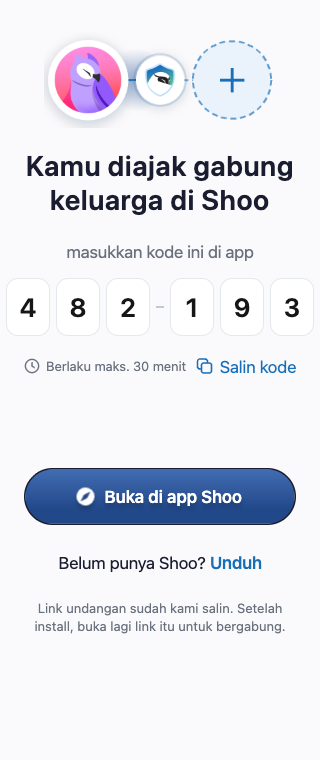 Kamu diajak gabung
keluarga di Shoo
masukkan kode ini di app
4 8 2 – 1 9 3
Berlaku maks. 30 menit Salin kode
Buka di app Shoo
Belum punya Shoo? Unduh
Link undangan sudah kami salin. Setelah
install, buka lagi link itu untuk bergabung.